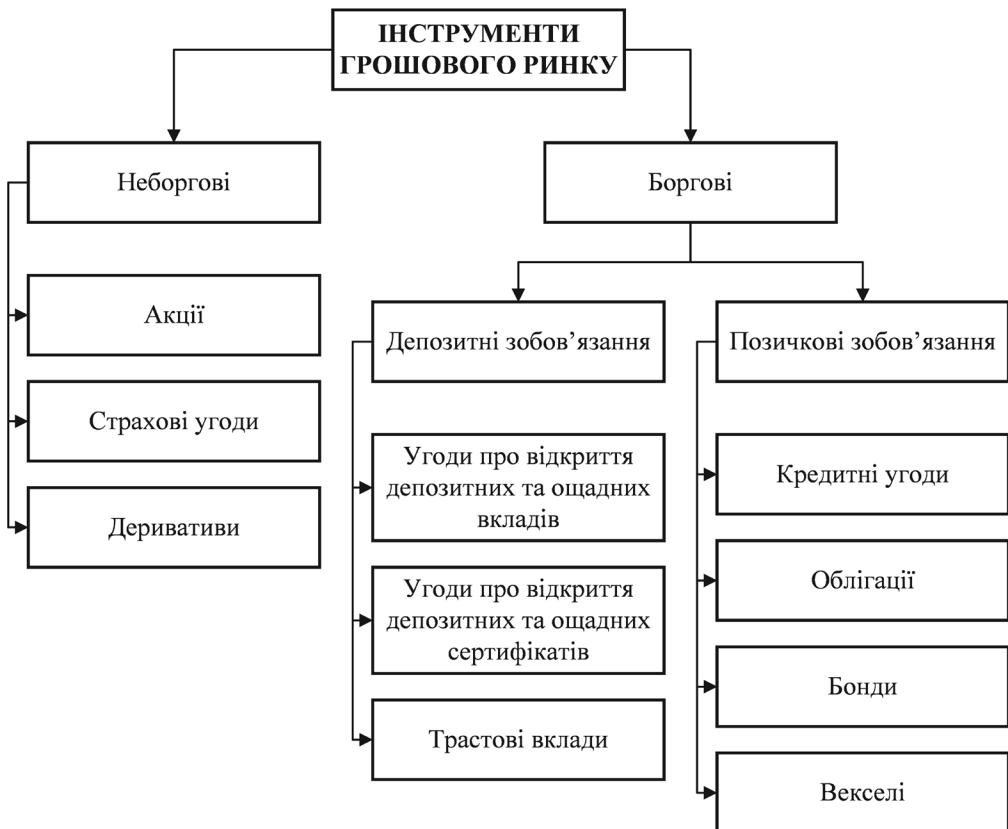 ІНСТРУМЕНТИ
ГРОШОВОГО РИНКУ
Неборгові
Боргові
Акції
Страхові угоди
Деривативи
Депозитні зобов’язання
Угоди про відкриття
депозитних та ощадних
вкладів
Угоди про відкриття
депозитних та ощадних
сертифікатів
Трастові вклади
Позичкові зобов’язання
Кредитні угоди
Облігації
Бонди
Векселі